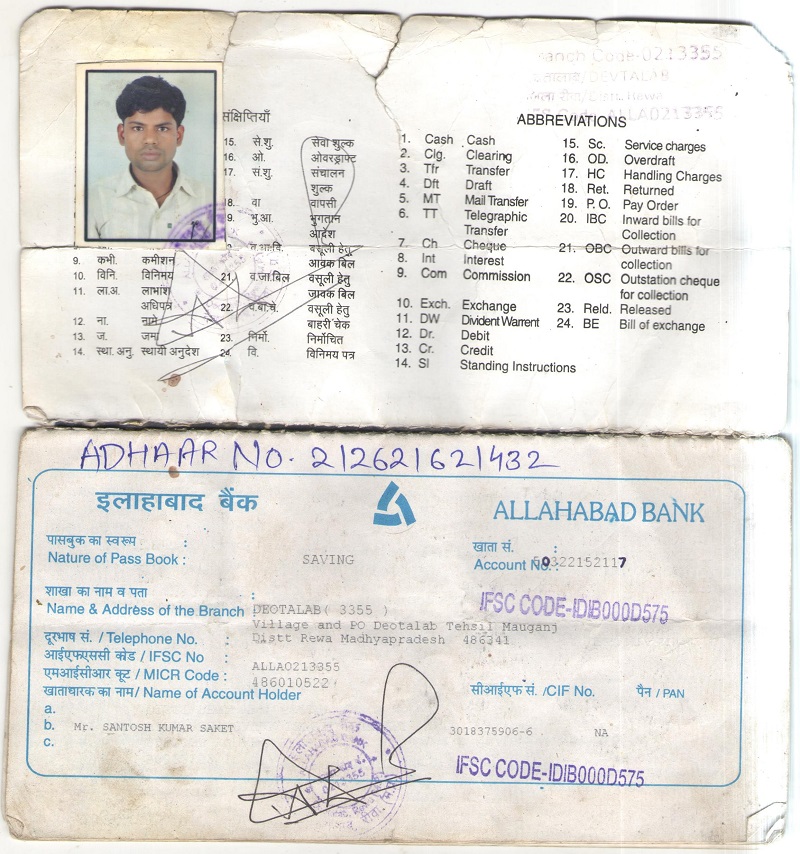 anch Code-0213355
DEVTALAB
ALLA0213355
संक्षिप्तियाँ
15. से.शु. सेवा शुल्क
16. ओ. ओवरड्राफ्ट
17. सं.शु. संचालन
शुल्क
18. वा वापसी
19. भु.आ. भुगतान
आदेश
वसूली हेतु
आवक बिल
9. कमी. कमीशन
10. विनि. विनिमय
21. व.जा.बिल वसूली हेतु
जावक बिल
11. ला.अ. लाभांश
अधिपत्र
22. व.बा.चे. वसूली हेतु
बाहरी चेक
12. ना. नामे
13. ज. जमा
23. निर्मो. निर्मोचित
14. स्था. अनु. स्थायी अनुदेश
24. वि. विनिमय पत्र
ABBREVIATIONS
1. Cash Cash
2. Clg. Clearing
3. Tfr Transfer
4. Dft Draft
5. MT Mail Transfer
6. TT Telegraphic
Transfer
7. Ch Cheque
8. Int Interest
9. Com Commission
10. Exch. Exchange
11. DW Divident Warrent
12. Dr. Debit
13. Cr. Credit
14. SI Standing Instructions
15. Sc. Service charges
16. OD. Overdraft
17. HC Handling Charges
18. Ret. Returned
19. P.O. Pay Order
20. IBC Inward bills for
Collection
21. OBC Outward bills for
collection
22. OSC Outstation cheque
for collection
23. Reld. Released
24. BE Bill of exchange
ADHAAR NO. 212621621432
इलाहाबाद बैंक ALLAHABAD BANK
पासबुक का स्वरूप :
Nature of Pass Book : SAVING
खाता सं. :
Account No.: 50322152117
शाखा का नाम व पता :
Name & Address of the Branch DEOTALAB( 3355 )
IFSC CODE-IDIB000D575
Village and PO Deotalab Tehsil Mauganj
दूरभाष सं. / Telephone No. : Distt Rewa Madhyapradesh 486341
आईएफएससी कोड / IFSC No : ALLA0213355
एमआईसीआर कूट / MICR Code : 486010522
खाताधारक का नाम/ Name of Account Holder
सीआईएफ सं. /CIF No. पैन / PAN
a.
b. Mr. SANTOSH KUMAR SAKET 3018375906-6 NA
c.
IFSC CODE-IDIB000D575